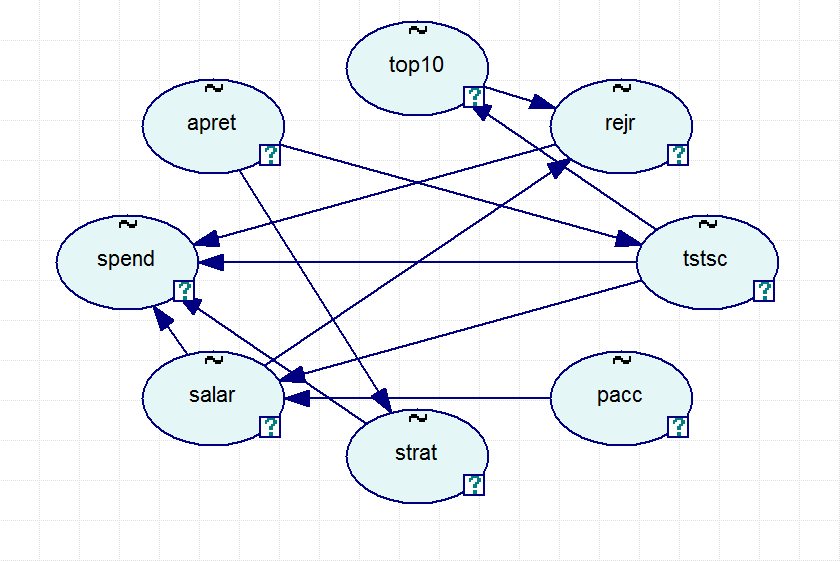 ~
top10
?
~
apret
?
~
rejr
?
~
spend
?
~
tstsc
?
~
salar
?
~
pacc
?
~
strat
?